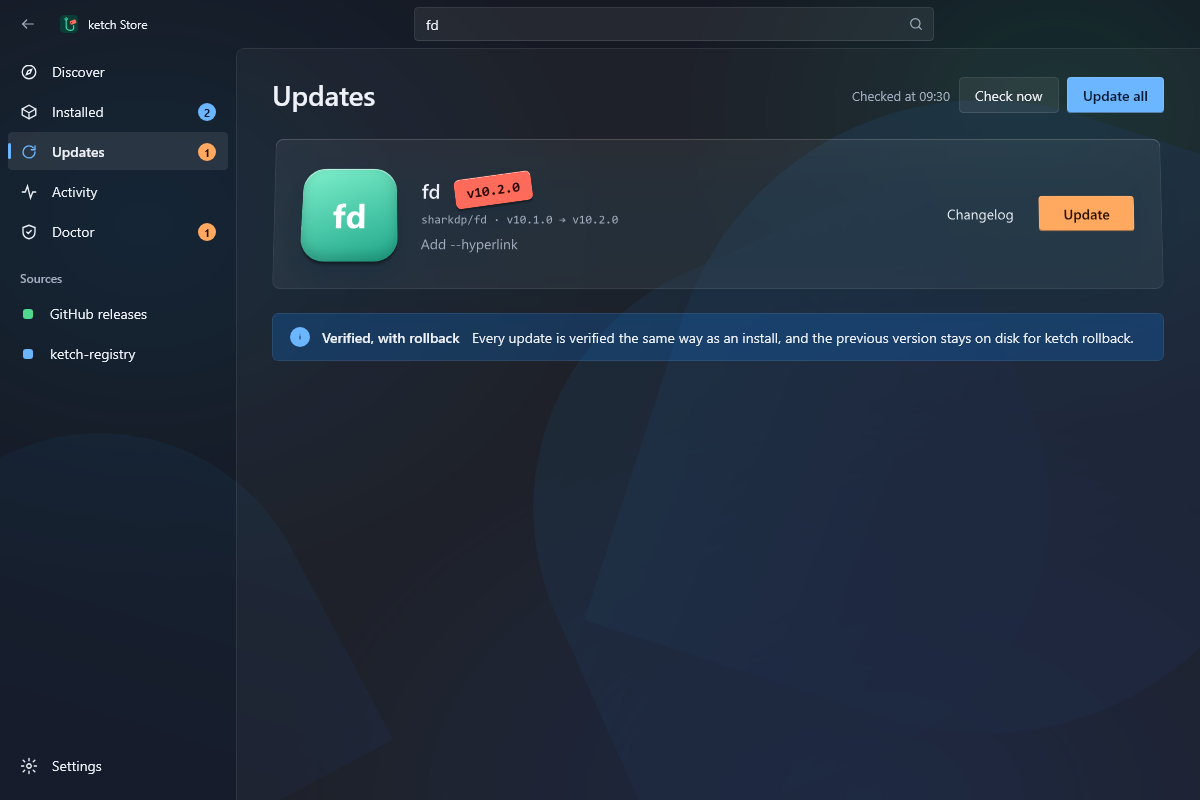 ketch Store
fd
Discover
Installed
2
Updates
1
Activity
Doctor
1
Sources
GitHub releases
ketch-registry
Settings
Updates
Checked at 09:30
Check now
Update all
fd
fd
v10.2.0
sharkdp/fd · v10.1.0 → v10.2.0
Add --hyperlink
Changelog
Update
Verified, with rollback Every update is verified the same way as an install, and the previous version stays on disk for ketch rollback.